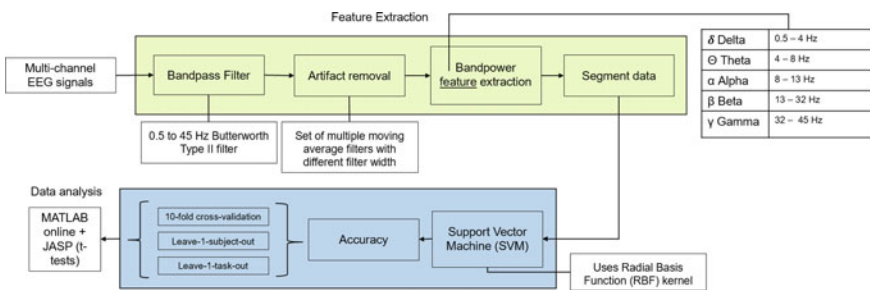 Feature Extraction
Multi-channel
EEG signals
Bandpass Filter
Artifact removal
Bandpower
feature extraction
Segment data
δ Delta 0.5 – 4 Hz
Θ Theta 4 – 8 Hz
α Alpha 8 – 13 Hz
β Beta 13 – 32 Hz
γ Gamma 32 – 45 Hz
0.5 to 45 Hz Butterworth
Type II filter
Set of multiple moving
average filters with
different filter width
Data analysis
MATLAB
online +
JASP (t-
tests)
10-fold cross-validation
Leave-1-subject-out
Leave-1-task-out
Accuracy
Support Vector
Machine (SVM)
Uses Radial Basis
Function (RBF) kernel